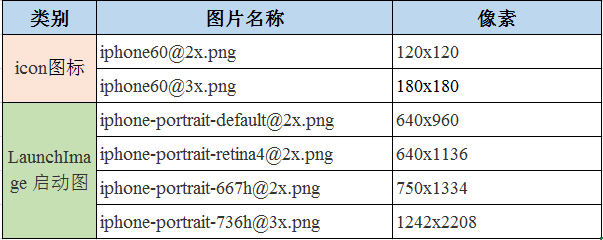 类别 图片名称 像素
icon图标 iphone60@2x.png 120x120
iphone60@3x.png 180x180
LaunchIma
ge 启动图 iphone-portrait-default@2x.png 640x960
iphone-portrait-retina4@2x.png 640x1136
iphone-portrait-667h@2x.png 750x1334
iphone-portrait-736h@3x.png 1242x2208